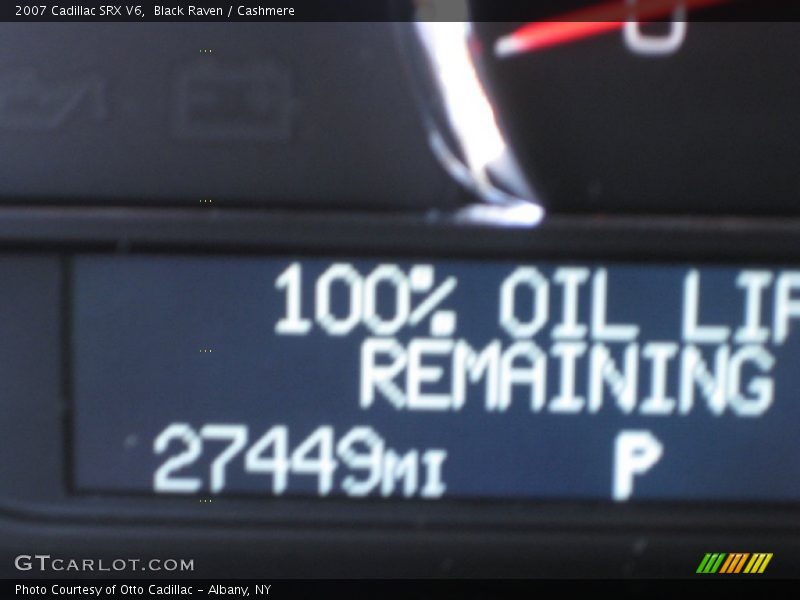 2007 Cadillac SRX V6, Black Raven / Cashmere
0
100% OIL LIF
REMAINING
27449MI P
GTCARLOT.COM
Photo Courtesy of Otto Cadillac - Albany, NY